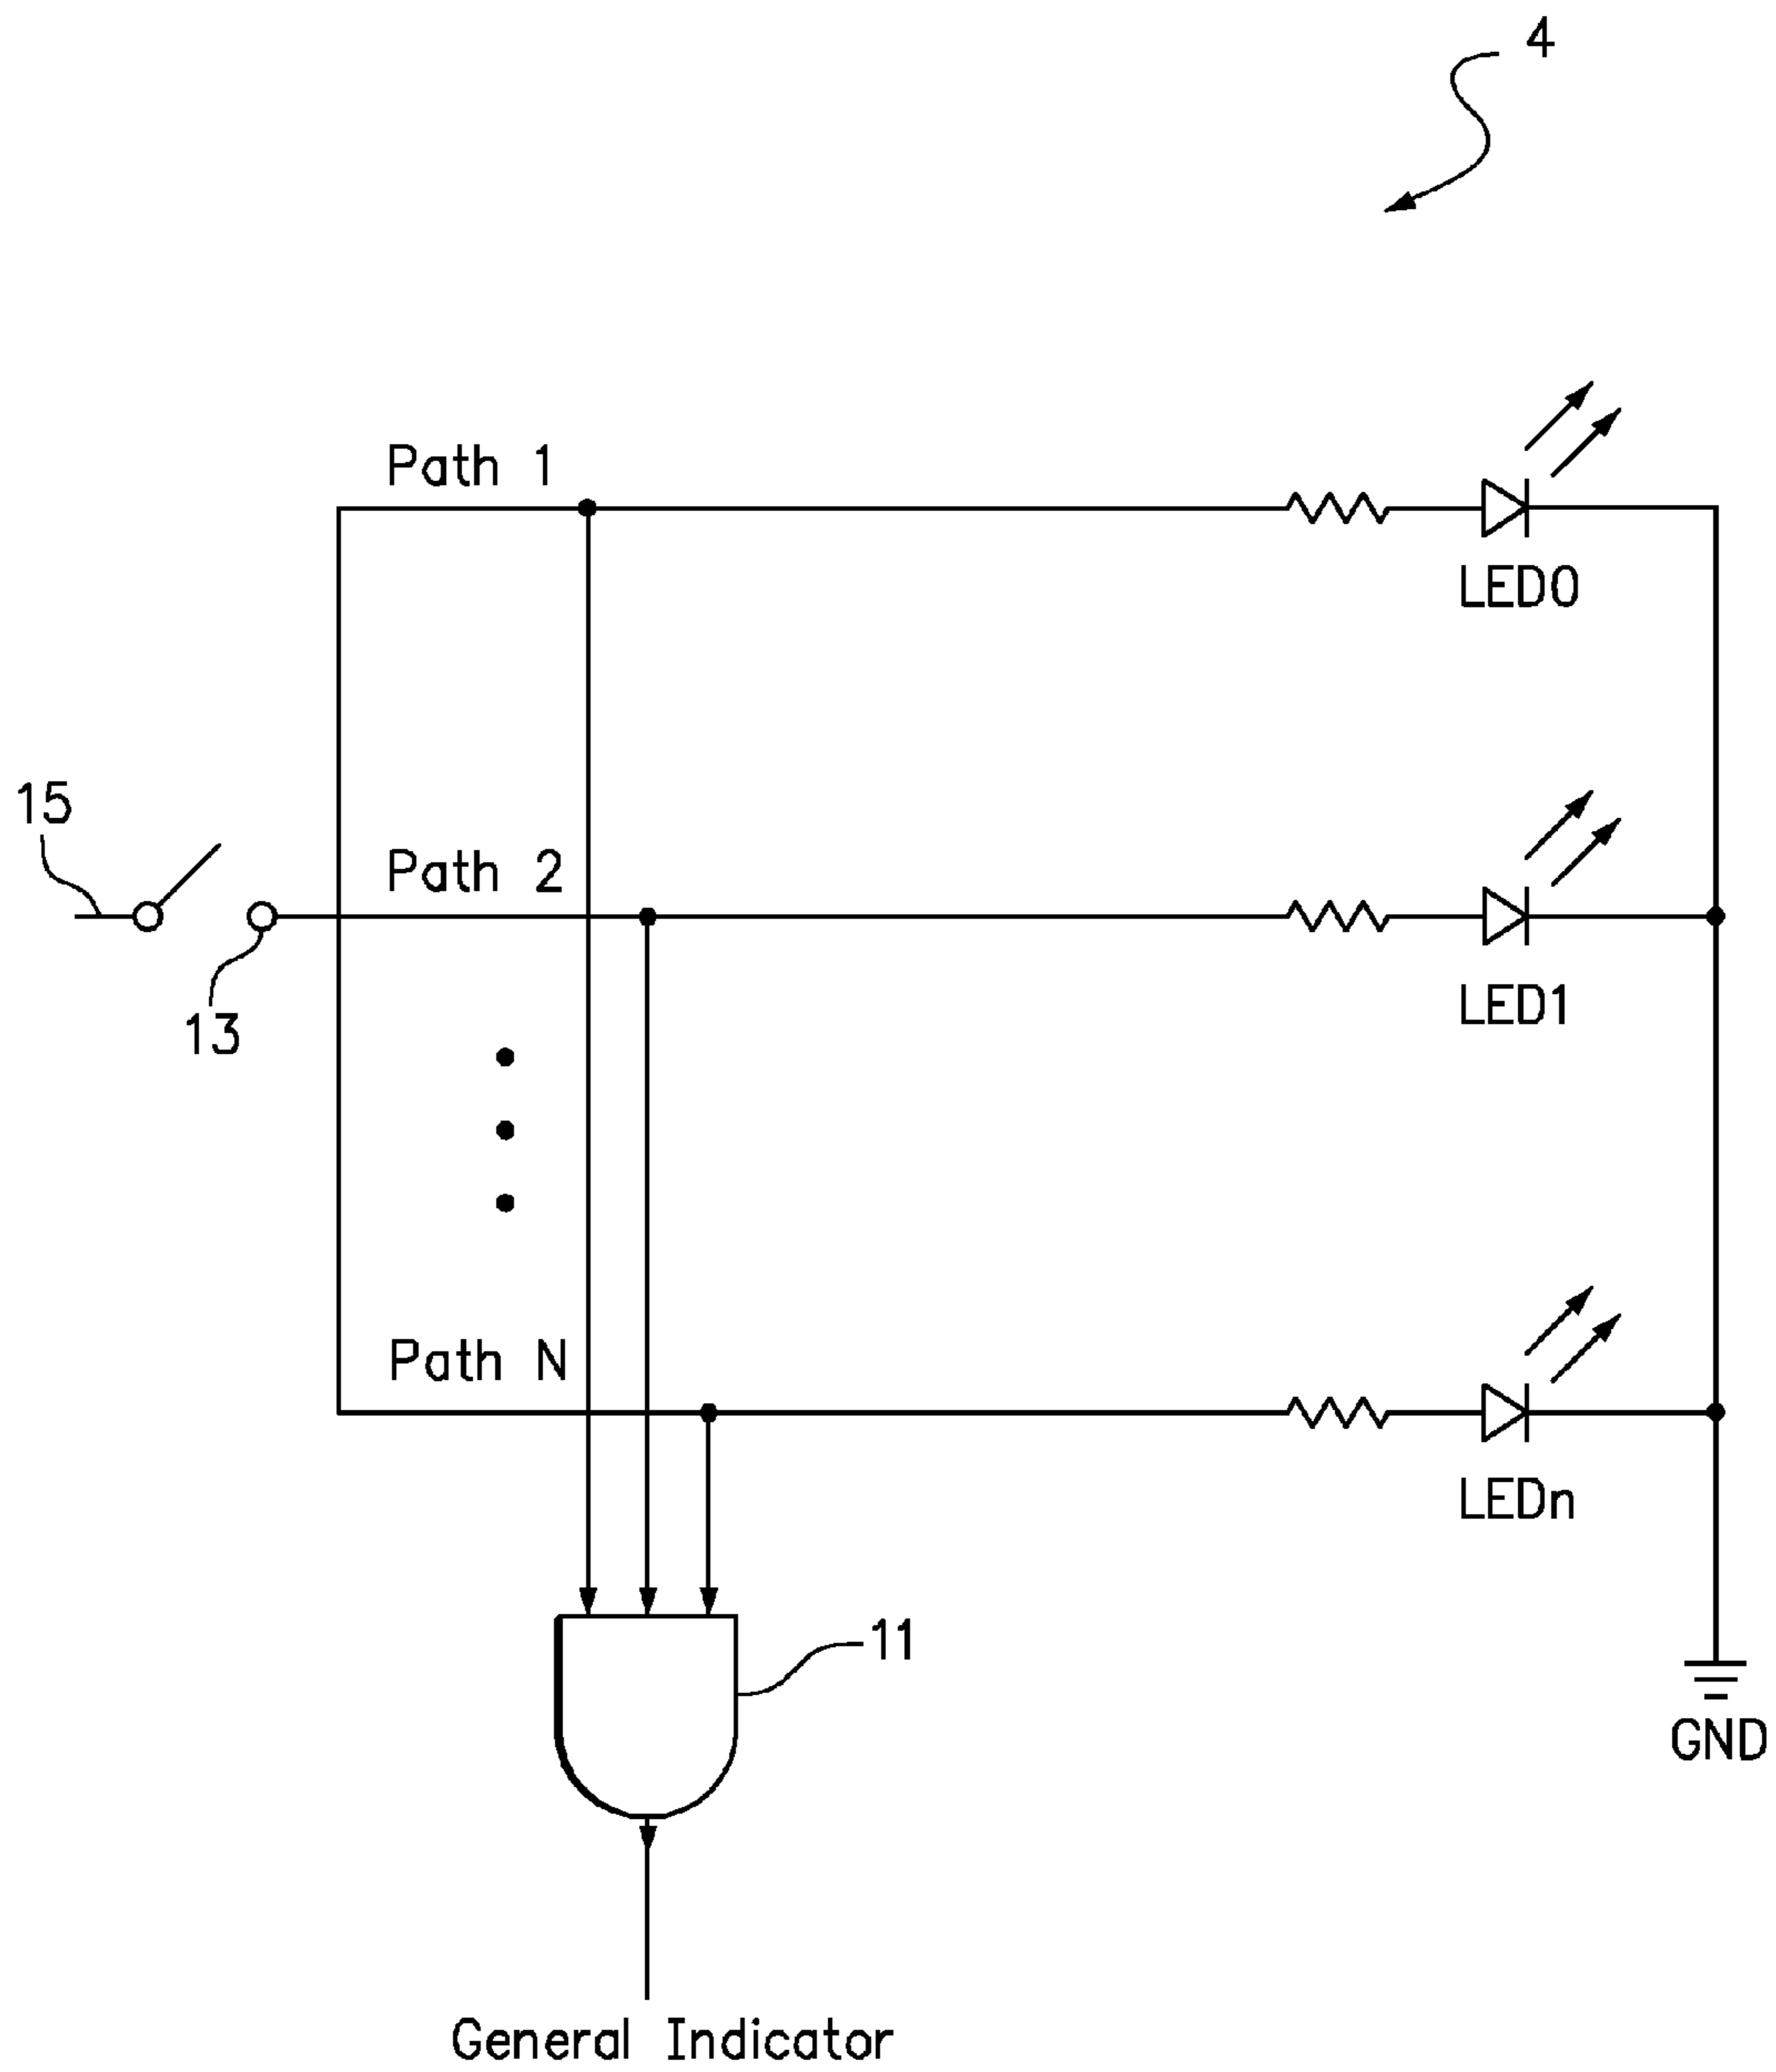 4
Path 1
LED0
15
Path 2
LED1
13
Path N
LEDn
11
GND
General Indicator